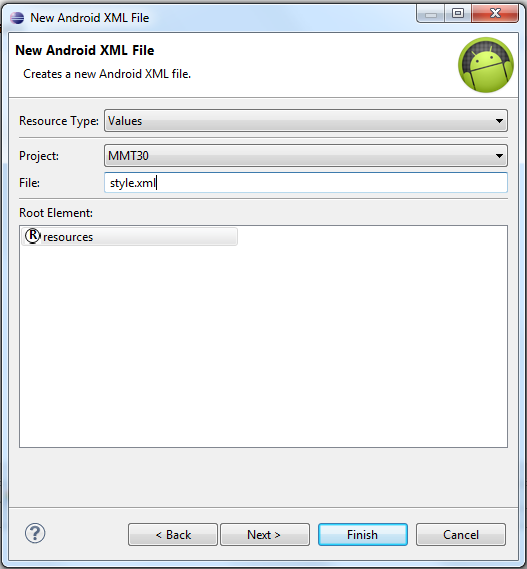 New Android XML File
New Android XML File
Creates a new Android XML file.
Resource Type: Values
Project: MMT30
File: style.xml
Root Element:
R resources
?
< Back Next > Finish Cancel